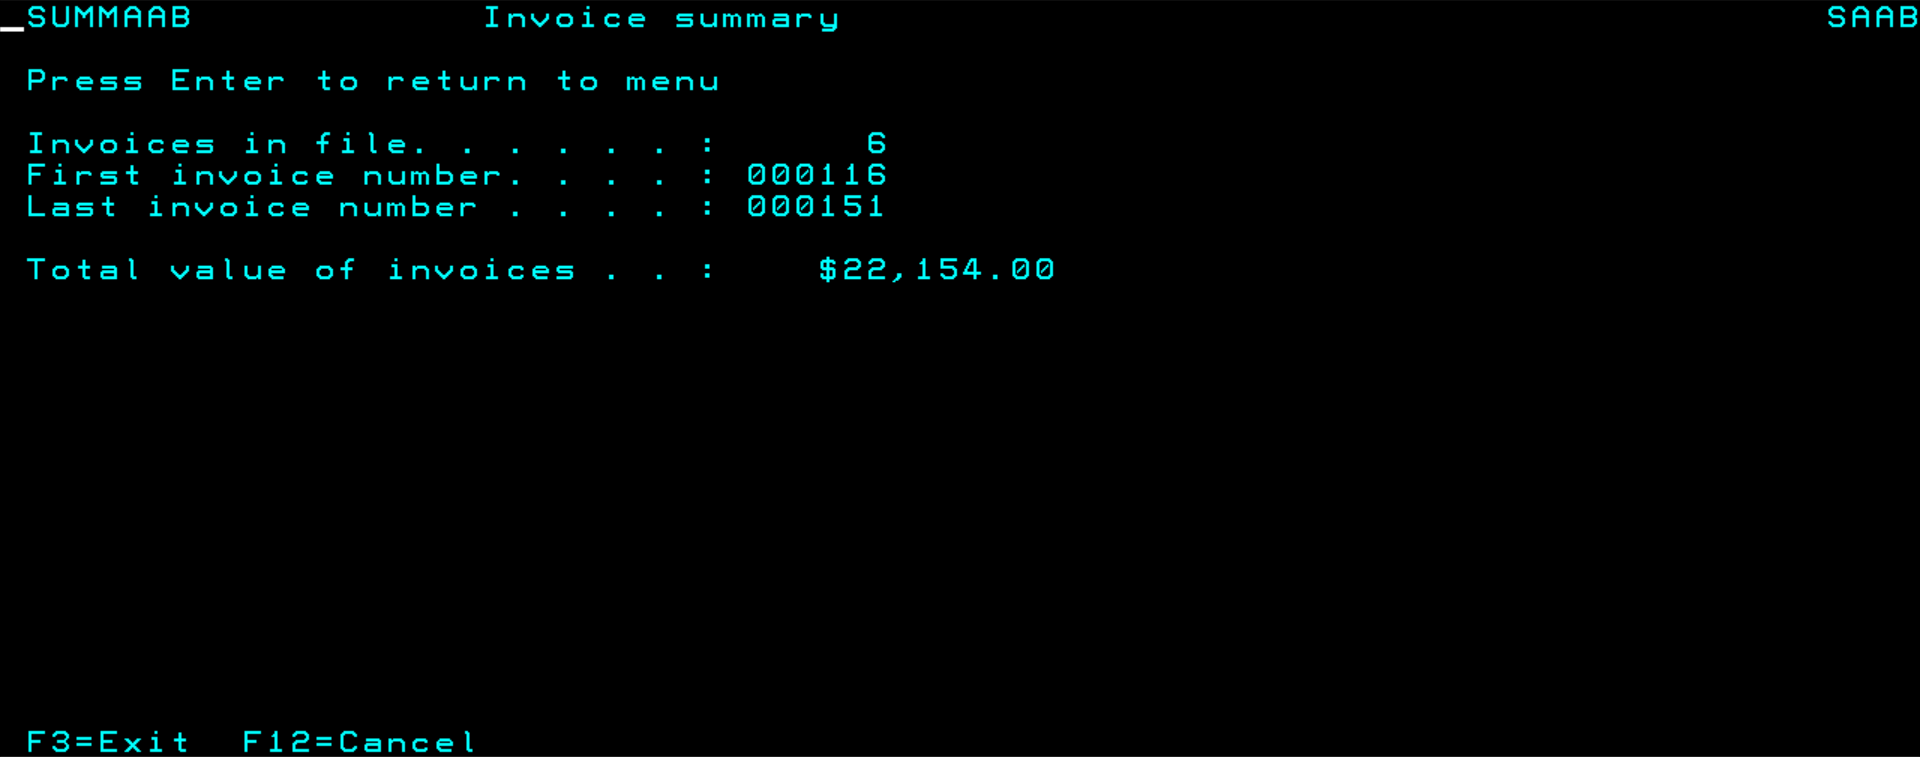 SUMMAAB Invoice summary SAAB
Press Enter to return to menu
Invoices in file. . . . . . : 6
First invoice number. . . . : 000116
Last invoice number . . . . : 000151
Total value of invoices . . : $22,154.00
F3=Exit F12=Cancel